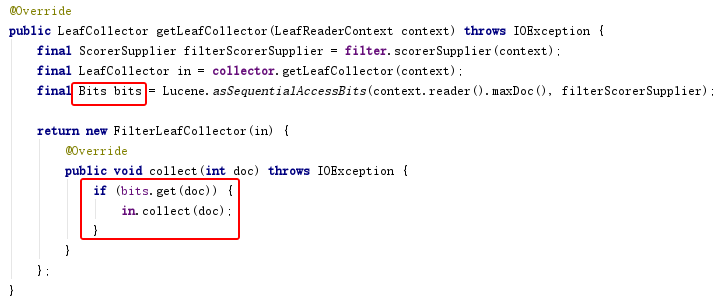 @Override
public LeafCollector getLeafCollector(LeafReaderContext context) throws IOException {
    final ScorerSupplier filterScorerSupplier = filter.scorerSupplier(context);
    final LeafCollector in = collector.getLeafCollector(context);
    final Bits bits = Lucene.asSequentialAccessBits(context.reader().maxDoc(), filterScorerSupplier);
    return new FilterLeafCollector(in) {
        @Override
        public void collect(int doc) throws IOException {
            if (bits.get(doc)) {
                in.collect(doc);
            }
        }
    };
}